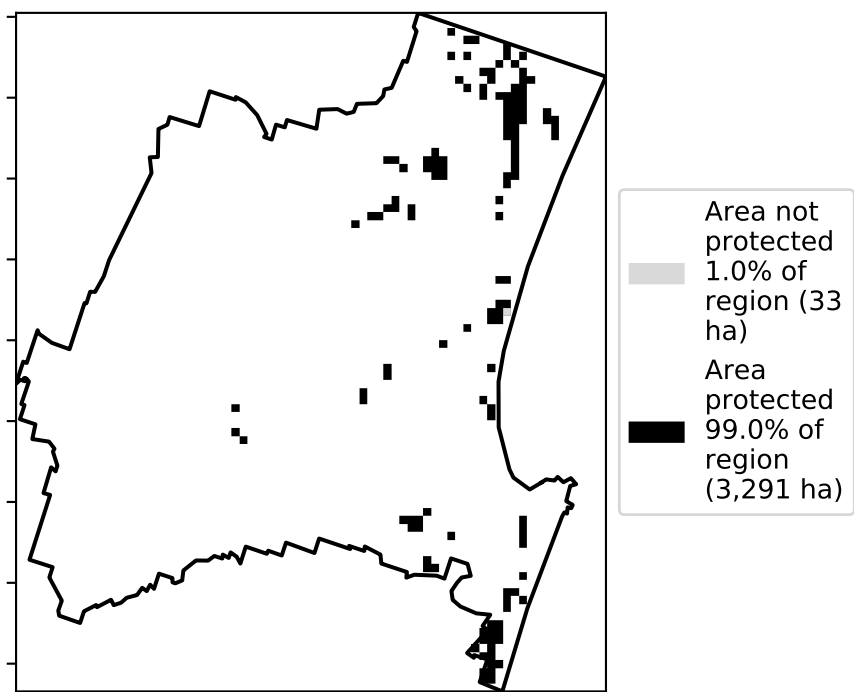 Area not
protected
1.0% of
region (33
ha)
Area
protected
99.0% of
region
(3,291 ha)